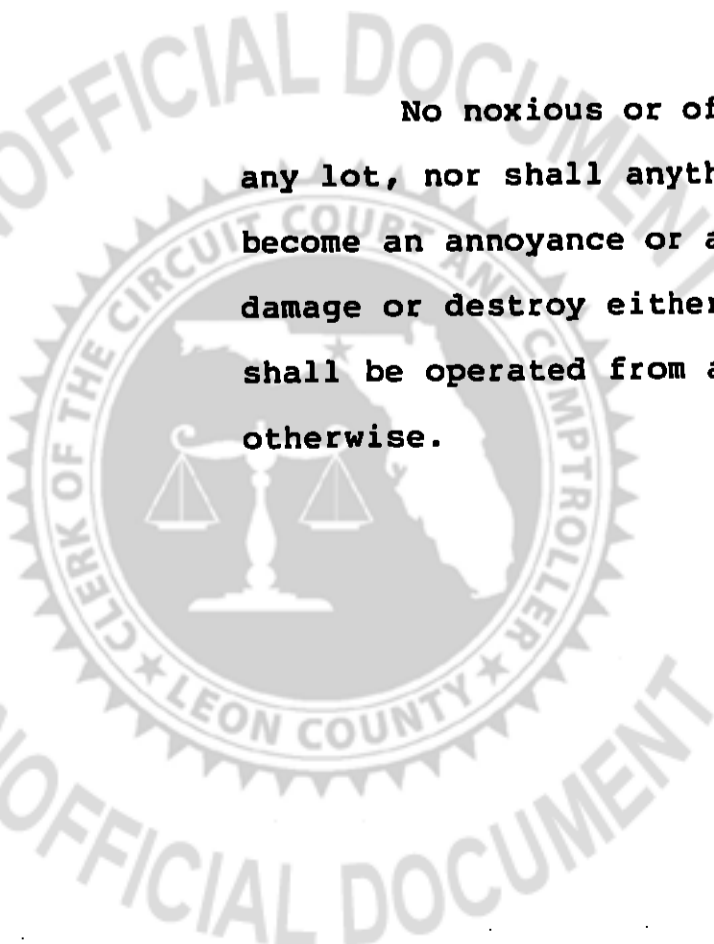 No noxious or of
any lot, nor shall anyth
become an annoyance or a
damage or destroy either
shall be operated from a
otherwise.
OFFICIAL DOCUMENT
CLERK OF THE CIRCUIT COURT AND COMPTROLLER
LEON COUNTY
OFFICIAL DOCUMENT